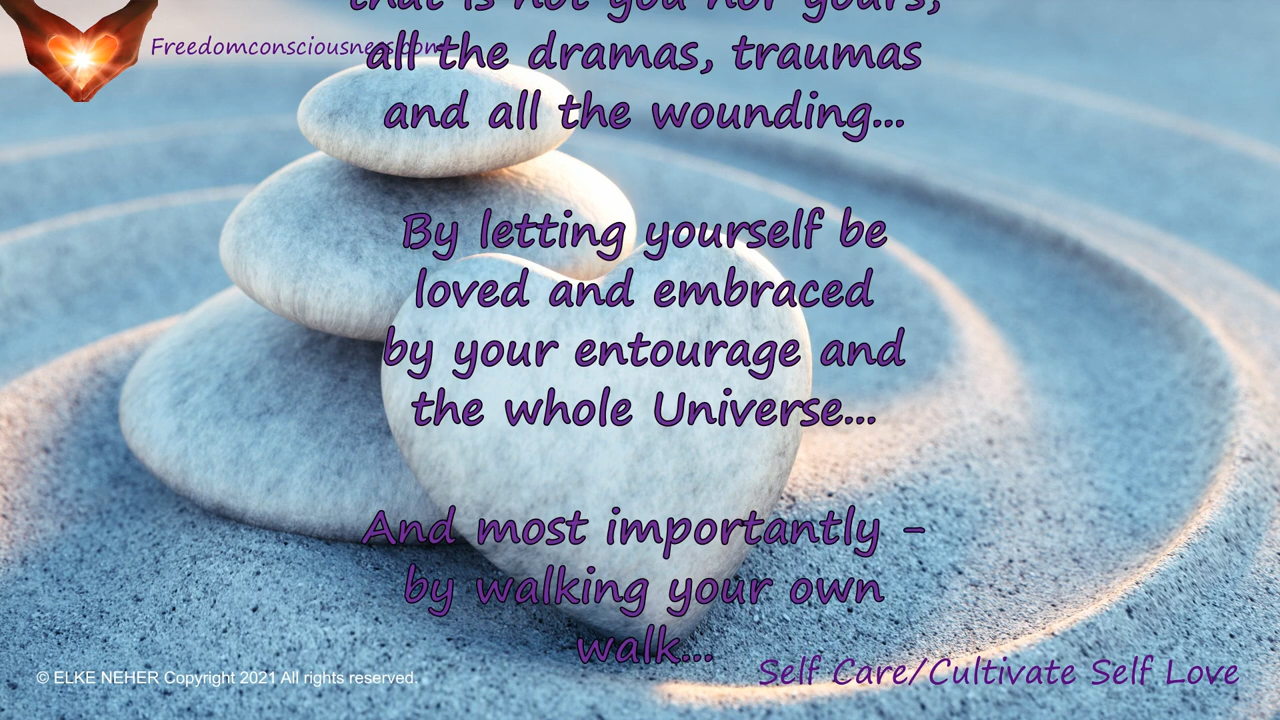 that is not you nor yours,
Freedomconsciousness.com
all the dramas, traumas
and all the wounding...
By letting yourself be
loved and embraced
by your entourage and
the whole Universe...
And most importantly -
by walking your own
walk...
Self Care/Cultivate Self Love
© ELKE NEHER Copyright 2021 All rights reserved.